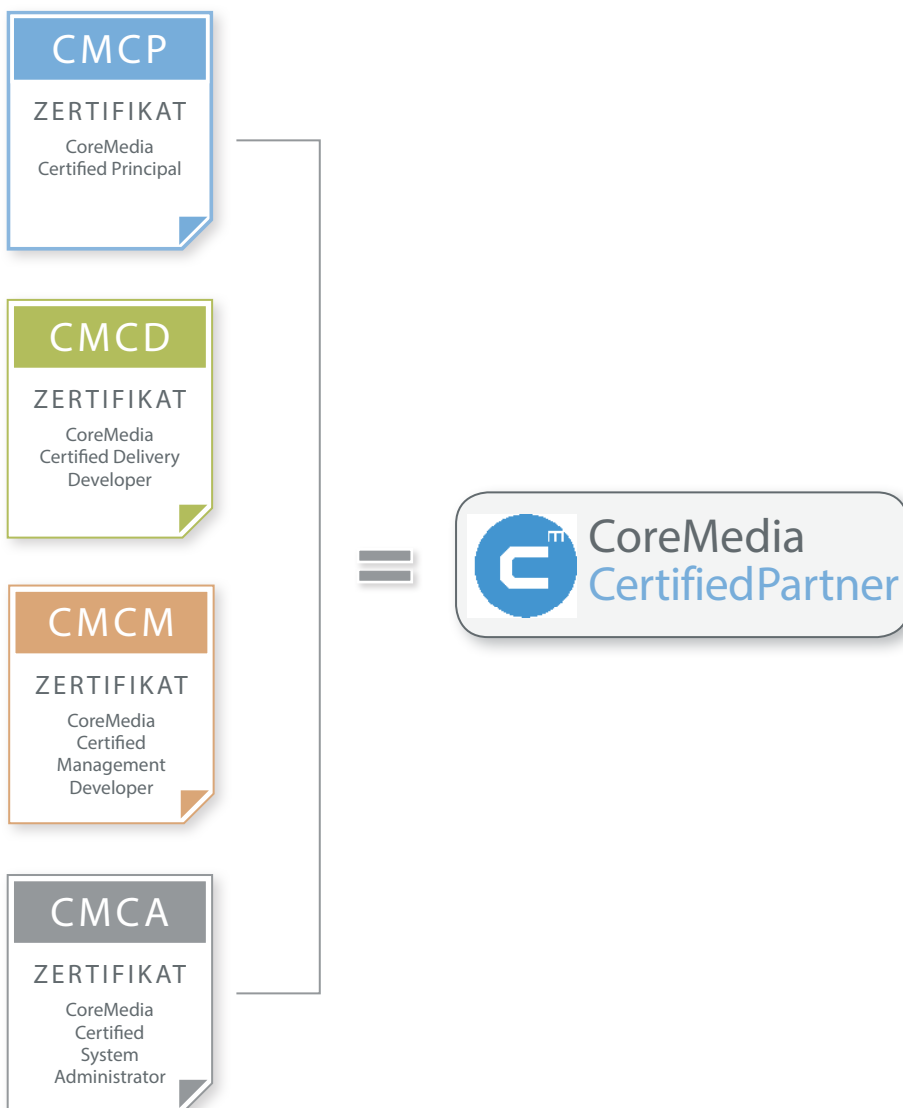 CMCP
ZERTIFIKAT
CoreMedia
Certified Principal
CMCD
ZERTIFIKAT
CoreMedia
Certified Delivery
Developer
CMCM
ZERTIFIKAT
CoreMedia
Certified
Management
Developer
CMCA
ZERTIFIKAT
CoreMedia
Certified
System
Administrator
=
Cm
CoreMedia
CertifiedPartner